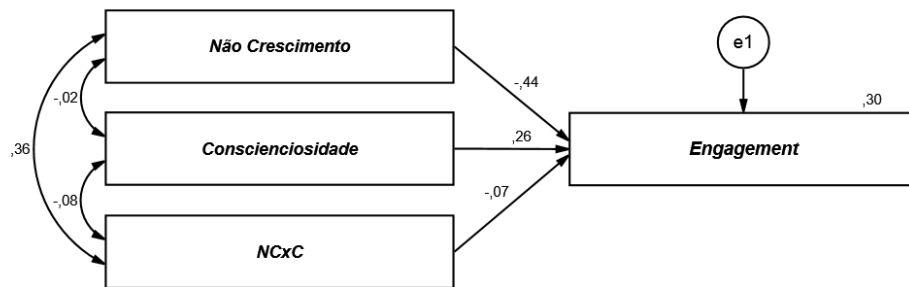 Não Crescimento
e1
-,02
-,44
,30
,36
Conscienciosidade
,26
Engagement
-,08
-,07
NCxC